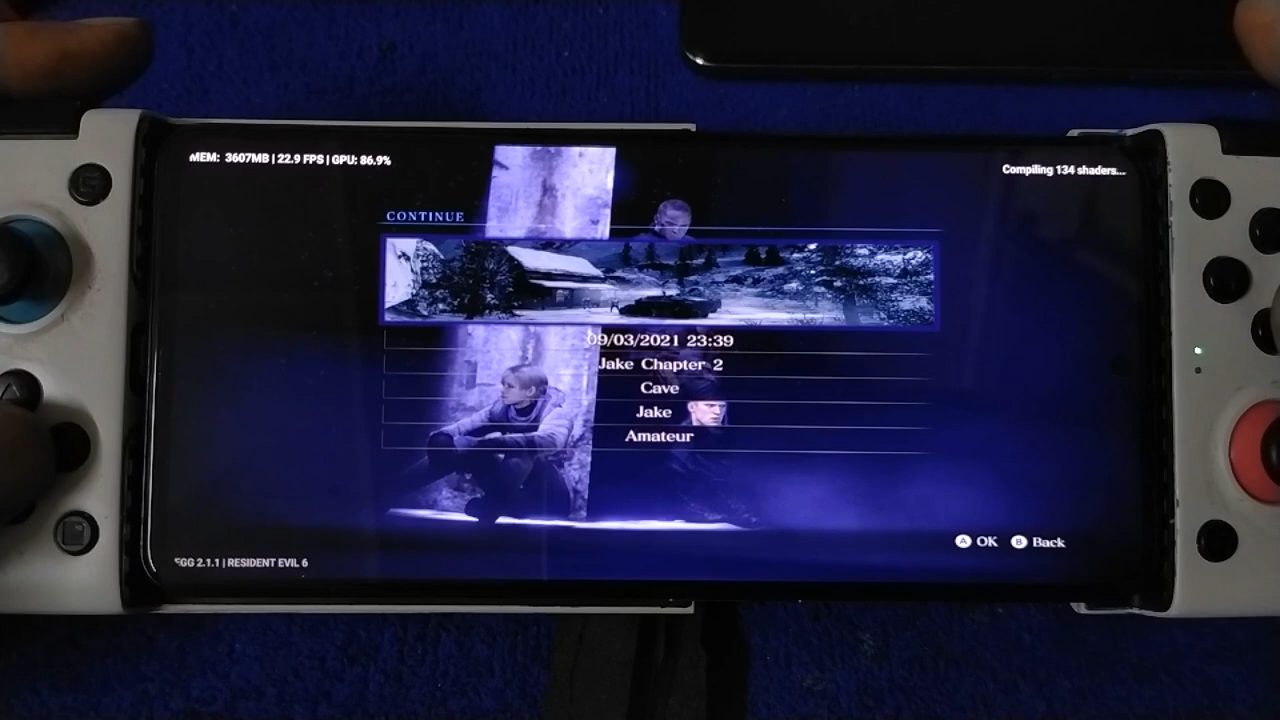 MEM: 3607MB | 22.9 FPS | GPU: 86.9%
Compiling 134 shaders...
CONTINUE
09/03/2021 23:39
Jake Chapter 2
Cave
Jake
Amateur
A OK B Back
EGG 2.1.1 | RESIDENT EVIL 6